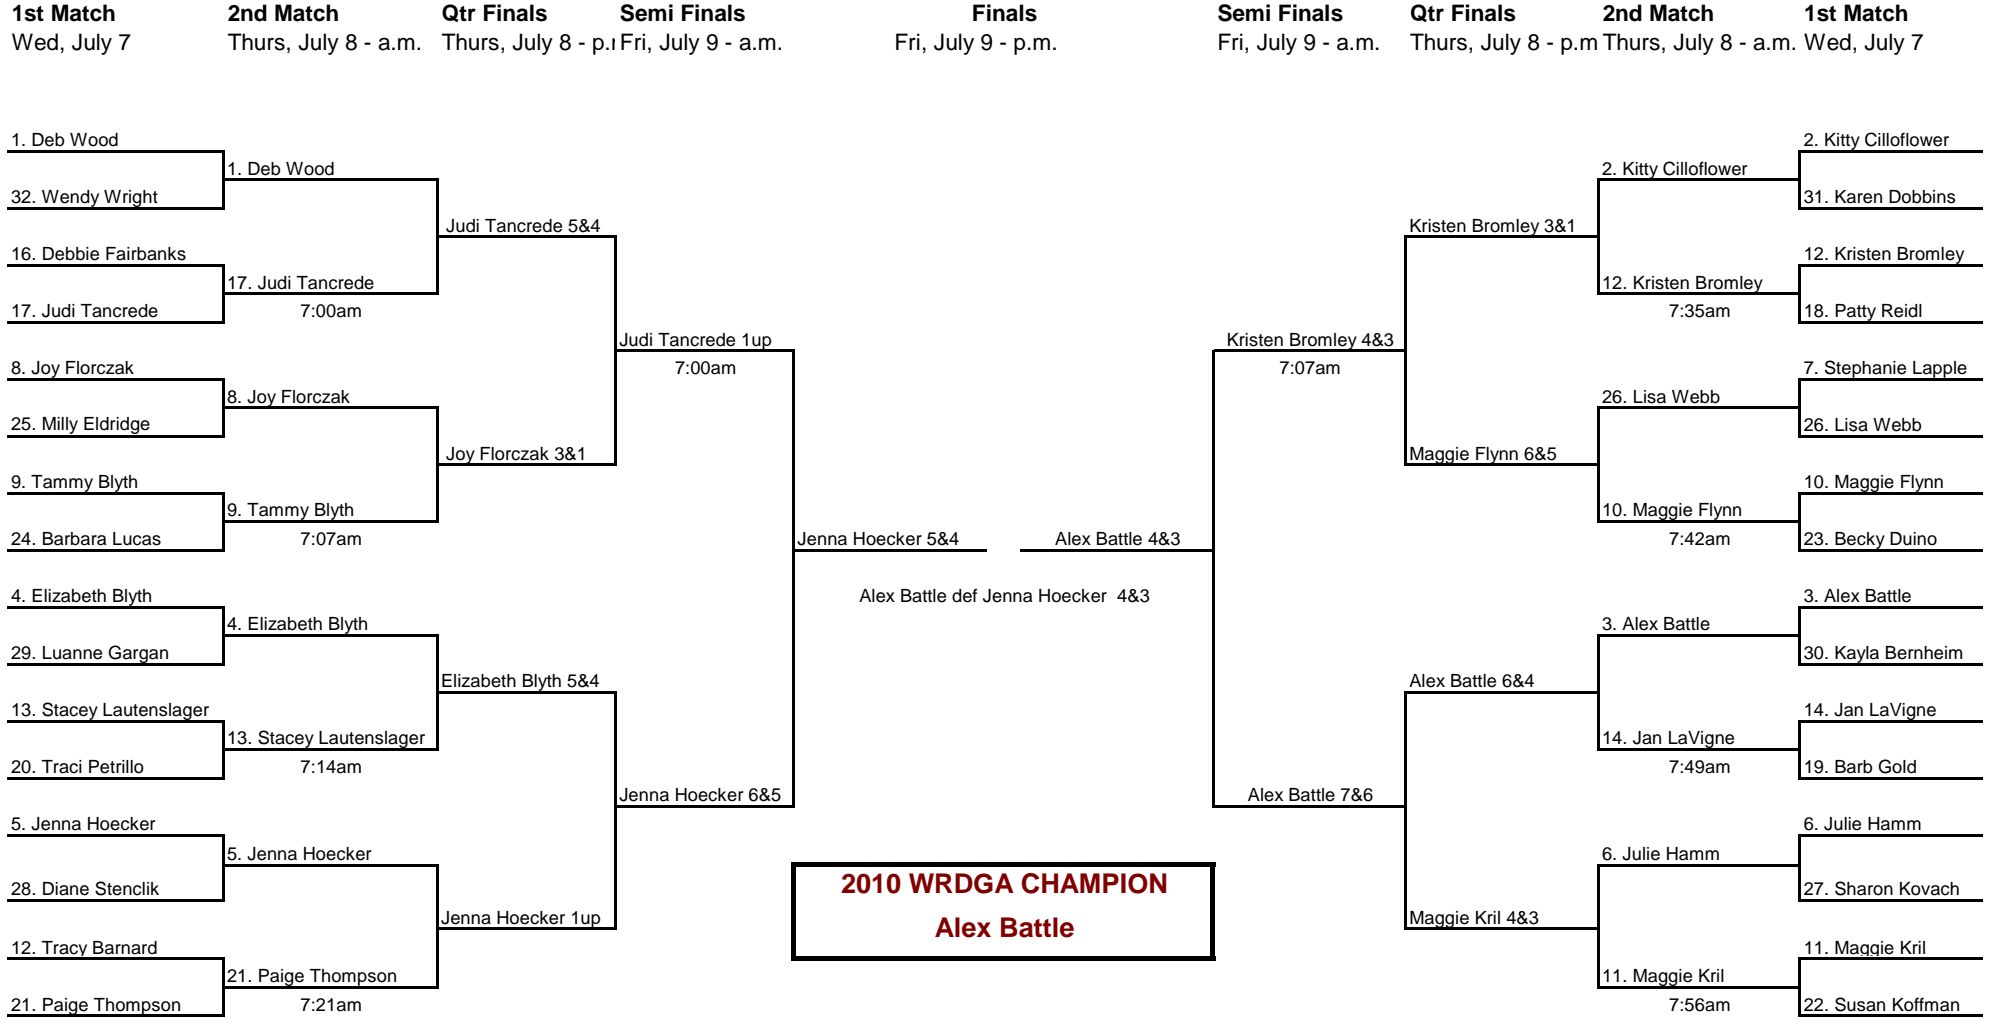 1st Match
2nd Match
Qtr Finals
Semi Finals
Finals
Semi Finals
Qtr Finals
2nd Match
1st Match
Wed, July 7
Thurs, July 8 - a.m.
Thurs, July 8 - p.
Fri, July 9 - a.m.
Fri, July 9 - p.m.
Fri, July 9 - a.m.
Thurs, July 8 - p.m
Thurs, July 8 - a.m.
Wed, July 7
1. Deb Wood
32. Wendy Wright
16. Debbie Fairbanks
17. Judi Tancrede
8. Joy Florczak
25. Milly Eldridge
9. Tammy Blyth
24. Barbara Lucas
4. Elizabeth Blyth
29. Luanne Gargan
13. Stacey Lautenslager
20. Traci Petrillo
5. Jenna Hoecker
28. Diane Stenclik
12. Tracy Barnard
21. Paige Thompson
1. Deb Wood
17. Judi Tancrede
7:00am
8. Joy Florczak
9. Tammy Blyth
7:07am
4. Elizabeth Blyth
13. Stacey Lautenslager
7:14am
5. Jenna Hoecker
21. Paige Thompson
7:21am
Judi Tancrede 5&4
Joy Florczak 3&1
Elizabeth Blyth 5&4
Jenna Hoecker 1up
Judi Tancrede 1up
7:00am
Jenna Hoecker 6&5
Jenna Hoecker 5&4
Alex Battle 4&3
Alex Battle def Jenna Hoecker  4&3
2010 WRDGA CHAMPION
Alex Battle
Kristen Bromley 4&3
7:07am
Alex Battle 7&6
Kristen Bromley 3&1
Maggie Flynn 6&5
Alex Battle 6&4
Maggie Kril 4&3
2. Kitty Cilloflower
12. Kristen Bromley
7:35am
26. Lisa Webb
10. Maggie Flynn
7:42am
3. Alex Battle
14. Jan LaVigne
7:49am
6. Julie Hamm
11. Maggie Kril
7:56am
2. Kitty Cilloflower
31. Karen Dobbins
12. Kristen Bromley
18. Patty Reidl
7. Stephanie Lapple
26. Lisa Webb
10. Maggie Flynn
23. Becky Duino
3. Alex Battle
30. Kayla Bernheim
14. Jan LaVigne
19. Barb Gold
6. Julie Hamm
27. Sharon Kovach
11. Maggie Kril
22. Susan Koffman